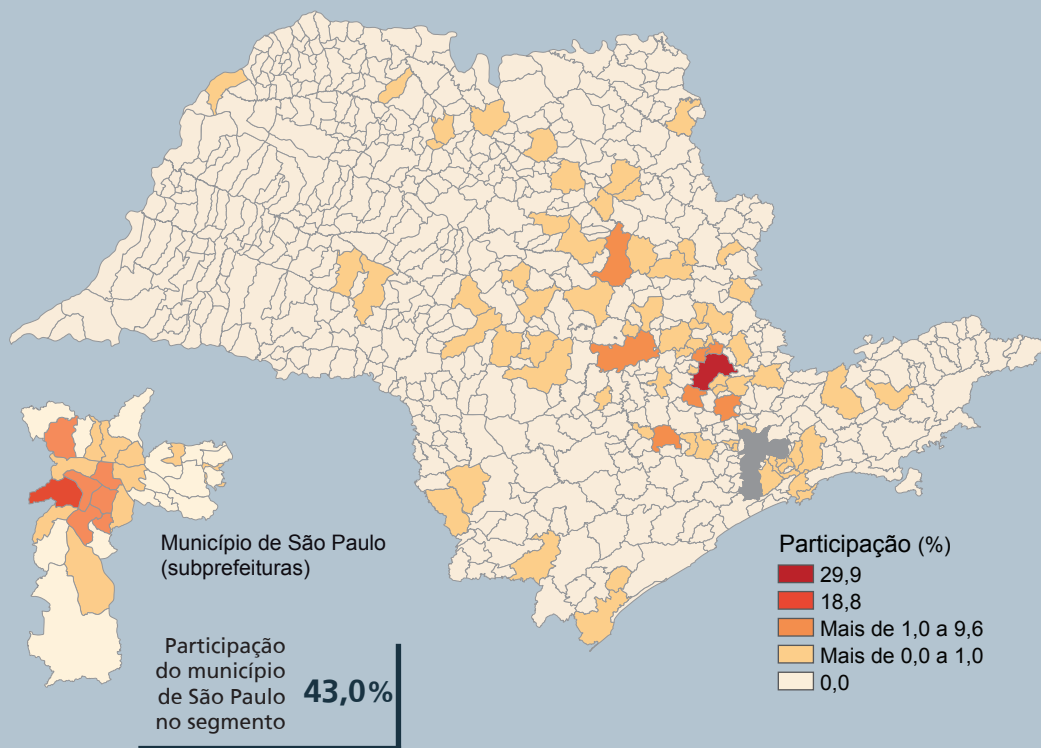 Município de São Paulo
(subprefeituras)
Participação
do município
de São Paulo
no segmento
43,0%
Participação (%)
29,9
18,8
Mais de 1,0 a 9,6
Mais de 0,0 a 1,0
0,0